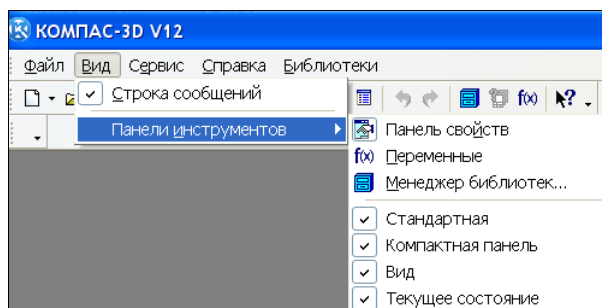 КОМПАС-3D V12
Файл Вид Сервис Справка Библиотеки
Строка сообщений
f(x)
Панели инструментов
Панель свойств
f(x) Переменные
Менеджер библиотек...
Стандартная
Компактная панель
Вид
Текущее состояние